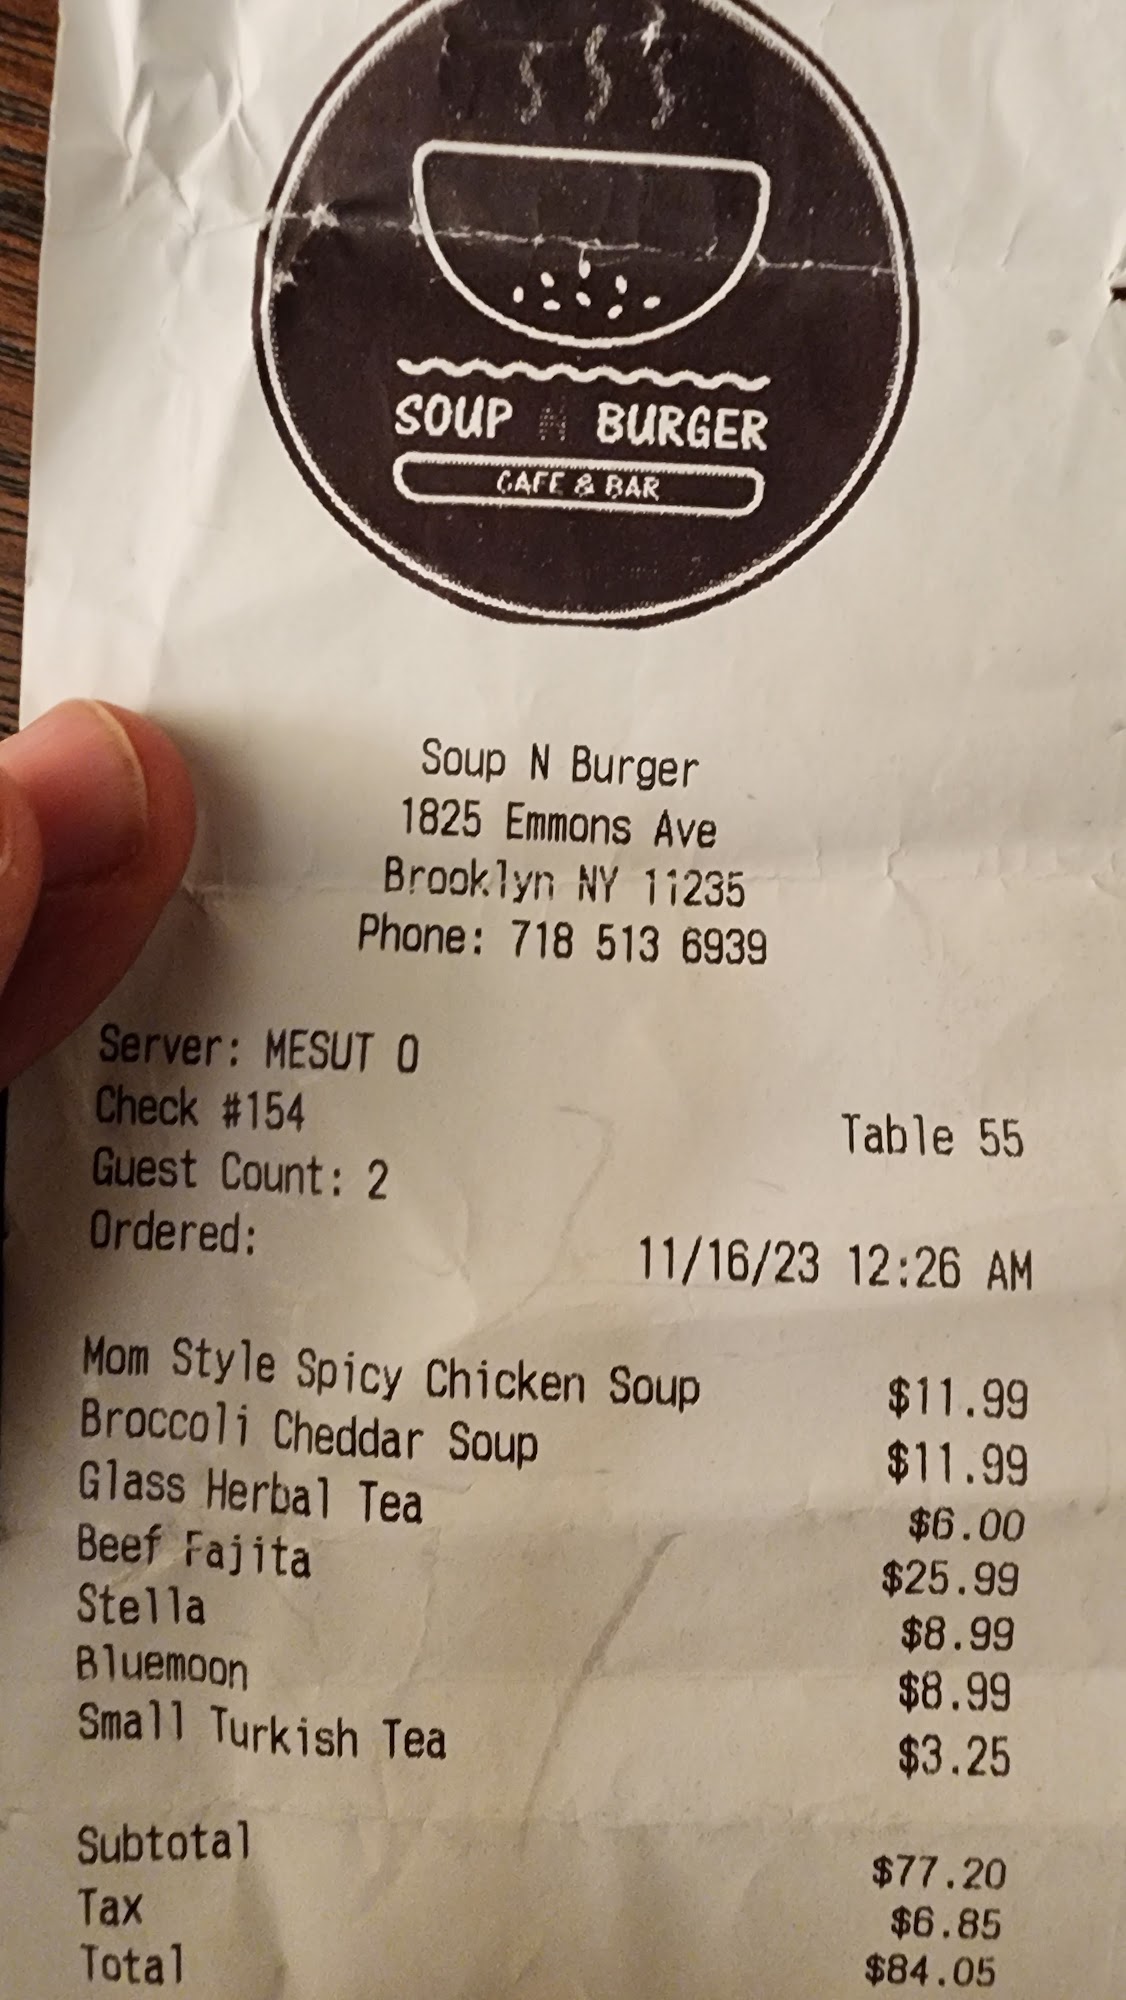 SOUP N BURGER
CAFE & BAR
Soup N Burger
1825 Emmons Ave
Brooklyn NY 11235
Phone: 718 513 6939
Server: MESUT O
Check #154 Table 55
Guest Count: 2
Ordered: 11/16/23 12:26 AM
Mom Style Spicy Chicken Soup $11.99
Broccoli Cheddar Soup $11.99
Glass Herbal Tea $6.00
Beef Fajita $25.99
Stella $8.99
Bluemoon $8.99
Small Turkish Tea $3.25
Subtotal $77.20
Tax $6.85
Total $84.05